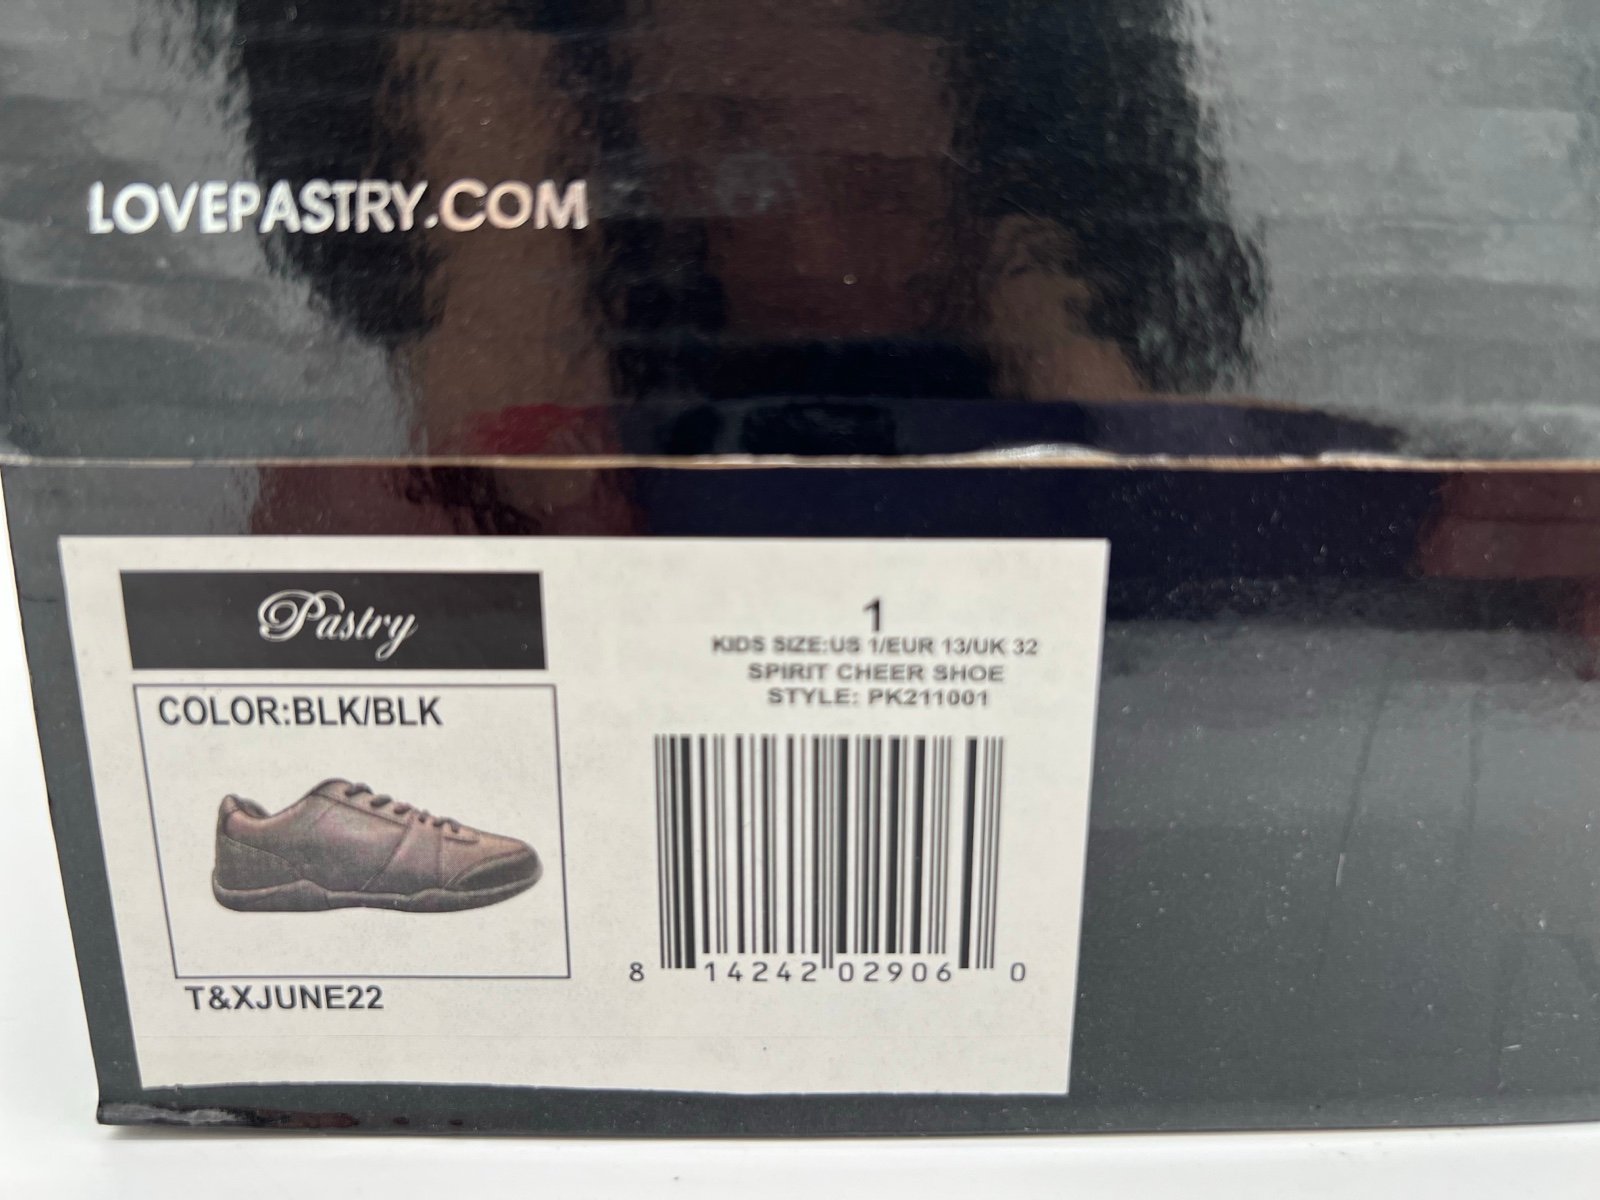 LOVEPASTRY.COM
Pastry
COLOR:BLK/BLK
T&XJUNE22
1
KIDS SIZE:US 1/EUR 13/UK 32
SPIRIT CHEER SHOE
STYLE: PK211001
8 14242 02906 0